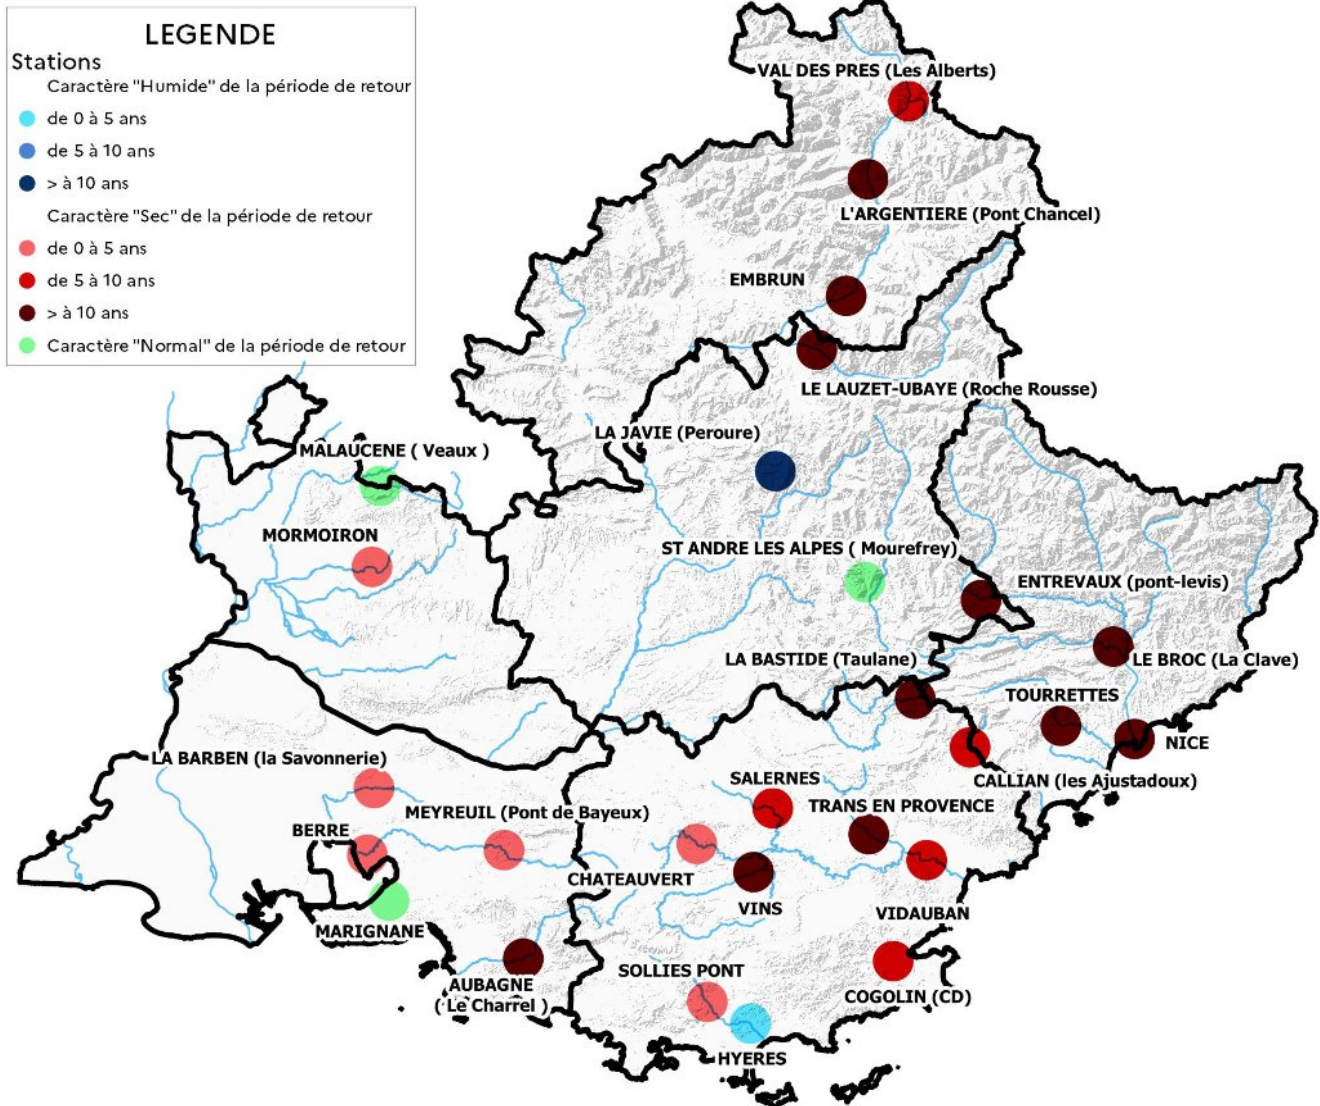 LEGENDE
Stations
Caractère "Humide" de la période de retour
de 0 à 5 ans
de 5 à 10 ans
> à 10 ans
Caractère "Sec" de la période de retour
de 0 à 5 ans
de 5 à 10 ans
> à 10 ans
Caractère "Normal" de la période de retour
VAL DES PRES (Les Alberts)
L'ARGENTIERE (Pont Chancel)
EMBRUN
LE LAUZET-UBAYE (Roche Rousse)
LA JAVIE (Peroure)
MALAUCENE ( Veaux )
MORMOIRON
ST ANDRE LES ALPES ( Mourefrey)
ENTREVAUX (pont-levis)
LA BASTIDE (Taulane)
LE BROC (La Clave)
TOURRETTES
NICE
LA BARBEN (la Savonnerie)
CALLIAN (les Ajustadoux)
SALERNES
TRANS EN PROVENCE
MEYREUIL (Pont de Bayeux)
BERRE
CHATEAUVERT
VINS
VIDAUBAN
MARIGNANE
SOLLIES PONT
AUBAGNE
( Le Charrel )
COGOLIN (CD)
HYERES